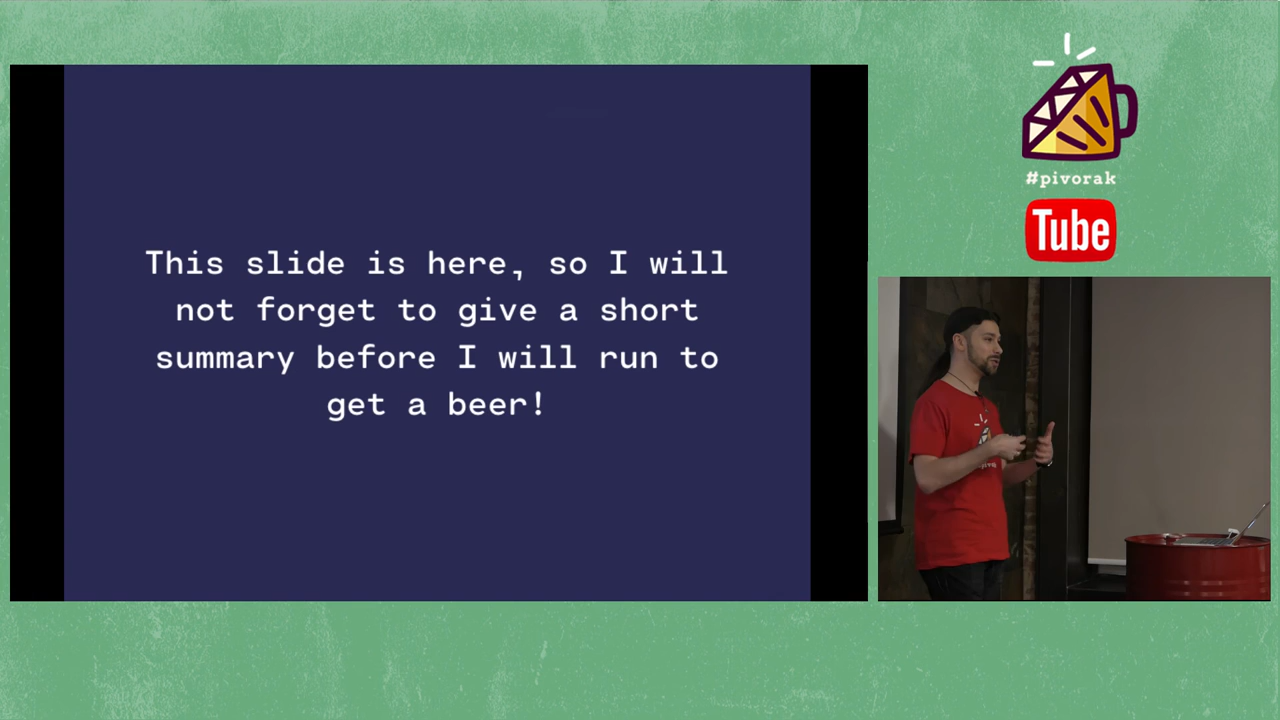 This slide is here, so I will
not forget to give a short
summary before I will run to
get a beer!
#pivorak
Tube